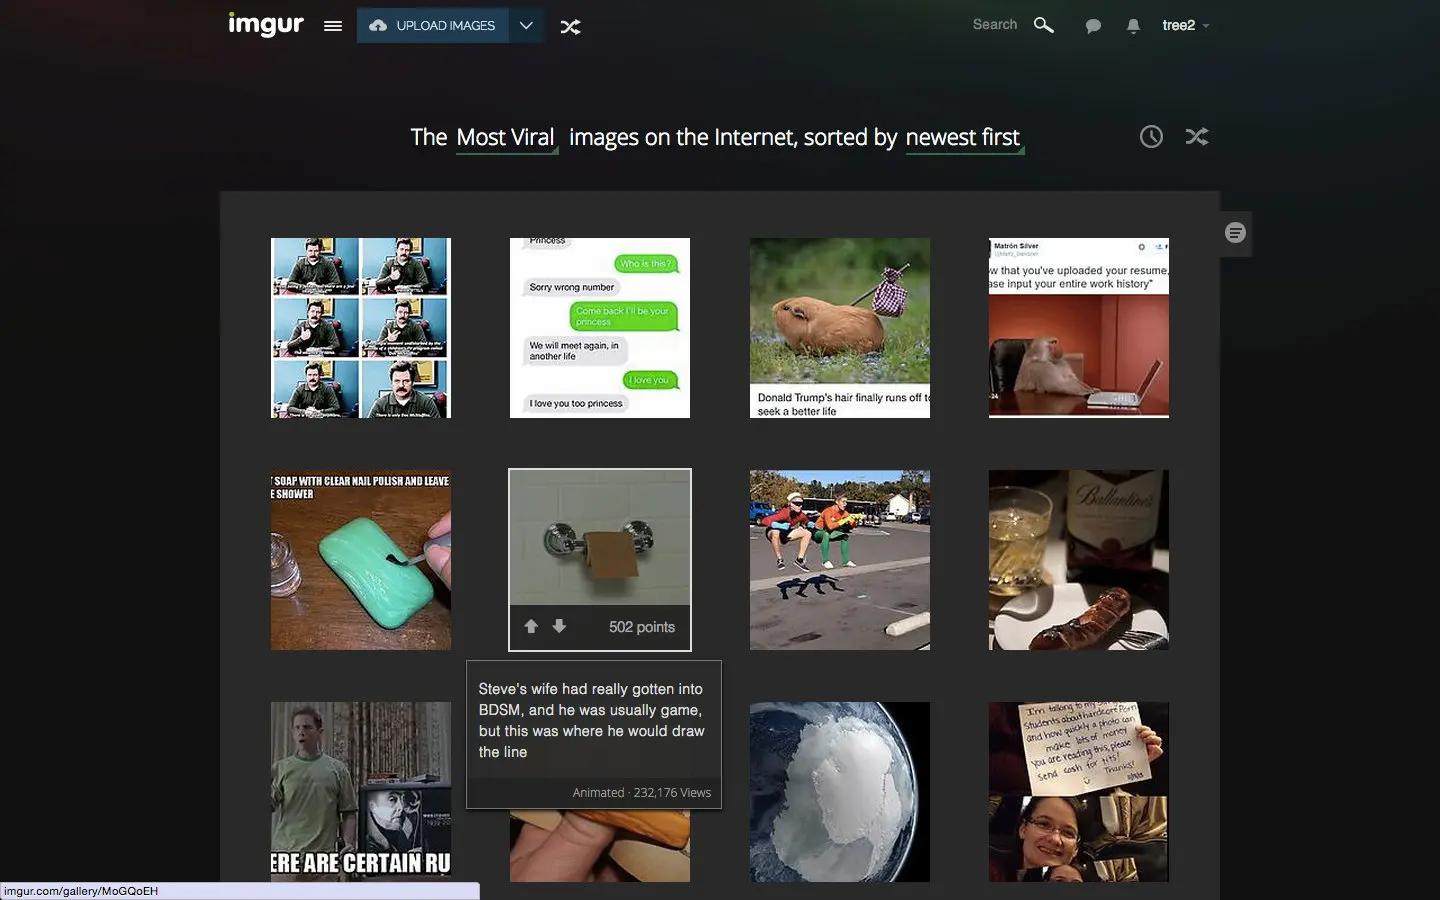 imgur
UPLOAD IMAGES
Search
tree2
The Most Viral images on the Internet, sorted by newest first
Princess
Who is this?
Sorry wrong number
Come back I'll be your
princess
We will meet again, in
another life
I love you
I love you too princess
Donald Trump's hair finally runs off to
seek a better life
Matrón Silver
w that you've uploaded your resume,
ase input your entire work history"
T SOAP WITH CLEAR NAIL POLISH AND LEAVE
E SHOWER
502 points
Ballantine's
Steve's wife had really gotten into
BDSM, and he was usually game,
but this was where he would draw
the line
Animated · 232,176 Views
ERE ARE CERTAIN RU
I'm talking to my
Students about hardcore Porn
and how quickly a photo can
make lots of money
you are reading this, please
Send cash for tits!
Thanks!
imgur.com/gallery/MoGQoEH